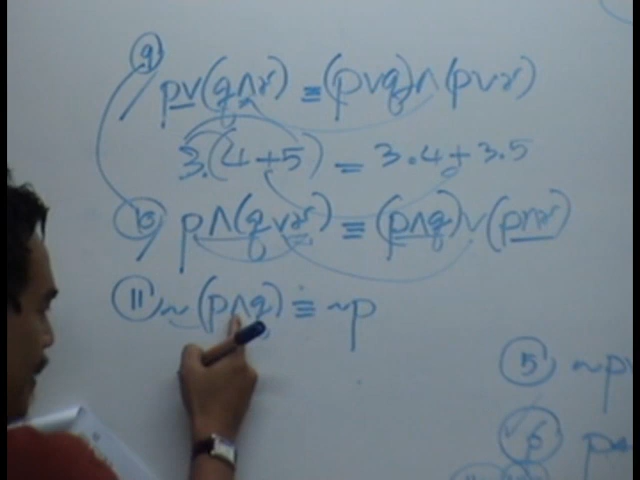 9 p∨(q∧r) ≡ (p∨q)∧(p∨r)
3.(4+5) = 3.4+3.5
10 p∧(q∨r) ≡ (p∧q)∨(p∧r)
11 ~(p∧q) ≡ ~p
5 ~p∨
6 p∧